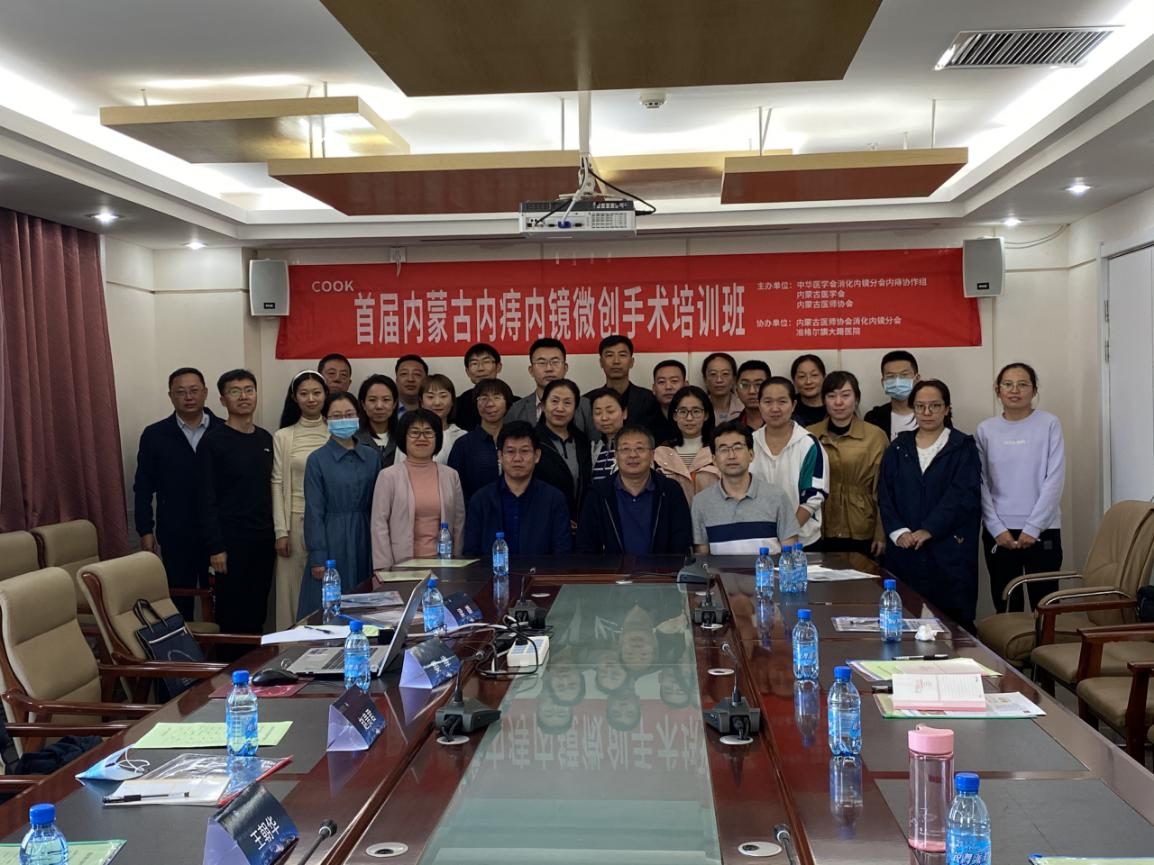 COOK
首届内蒙古内痔内镜微创手术培训班
主办单位：中华医学会消化内镜分会内痔协作组
内蒙古医学会
内蒙古医师协会
协办单位：内蒙古医师协会消化内镜分会
准格尔旗大路医院